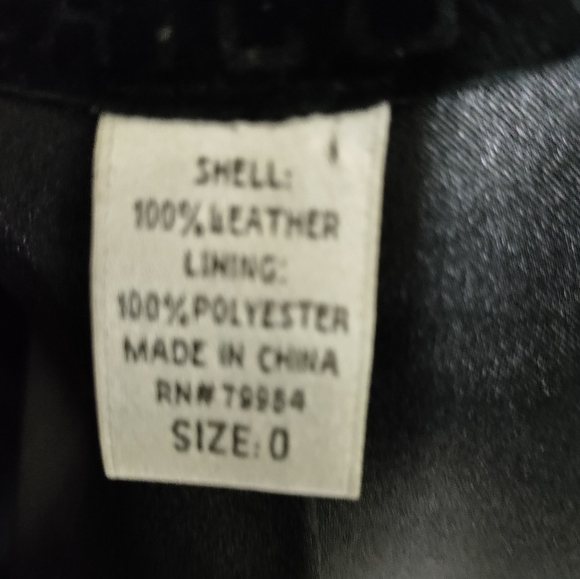 SHELL:
100% LEATHER
LINING:
100% POLYESTER
MADE IN CHINA
RN# 79984
SIZE: 0